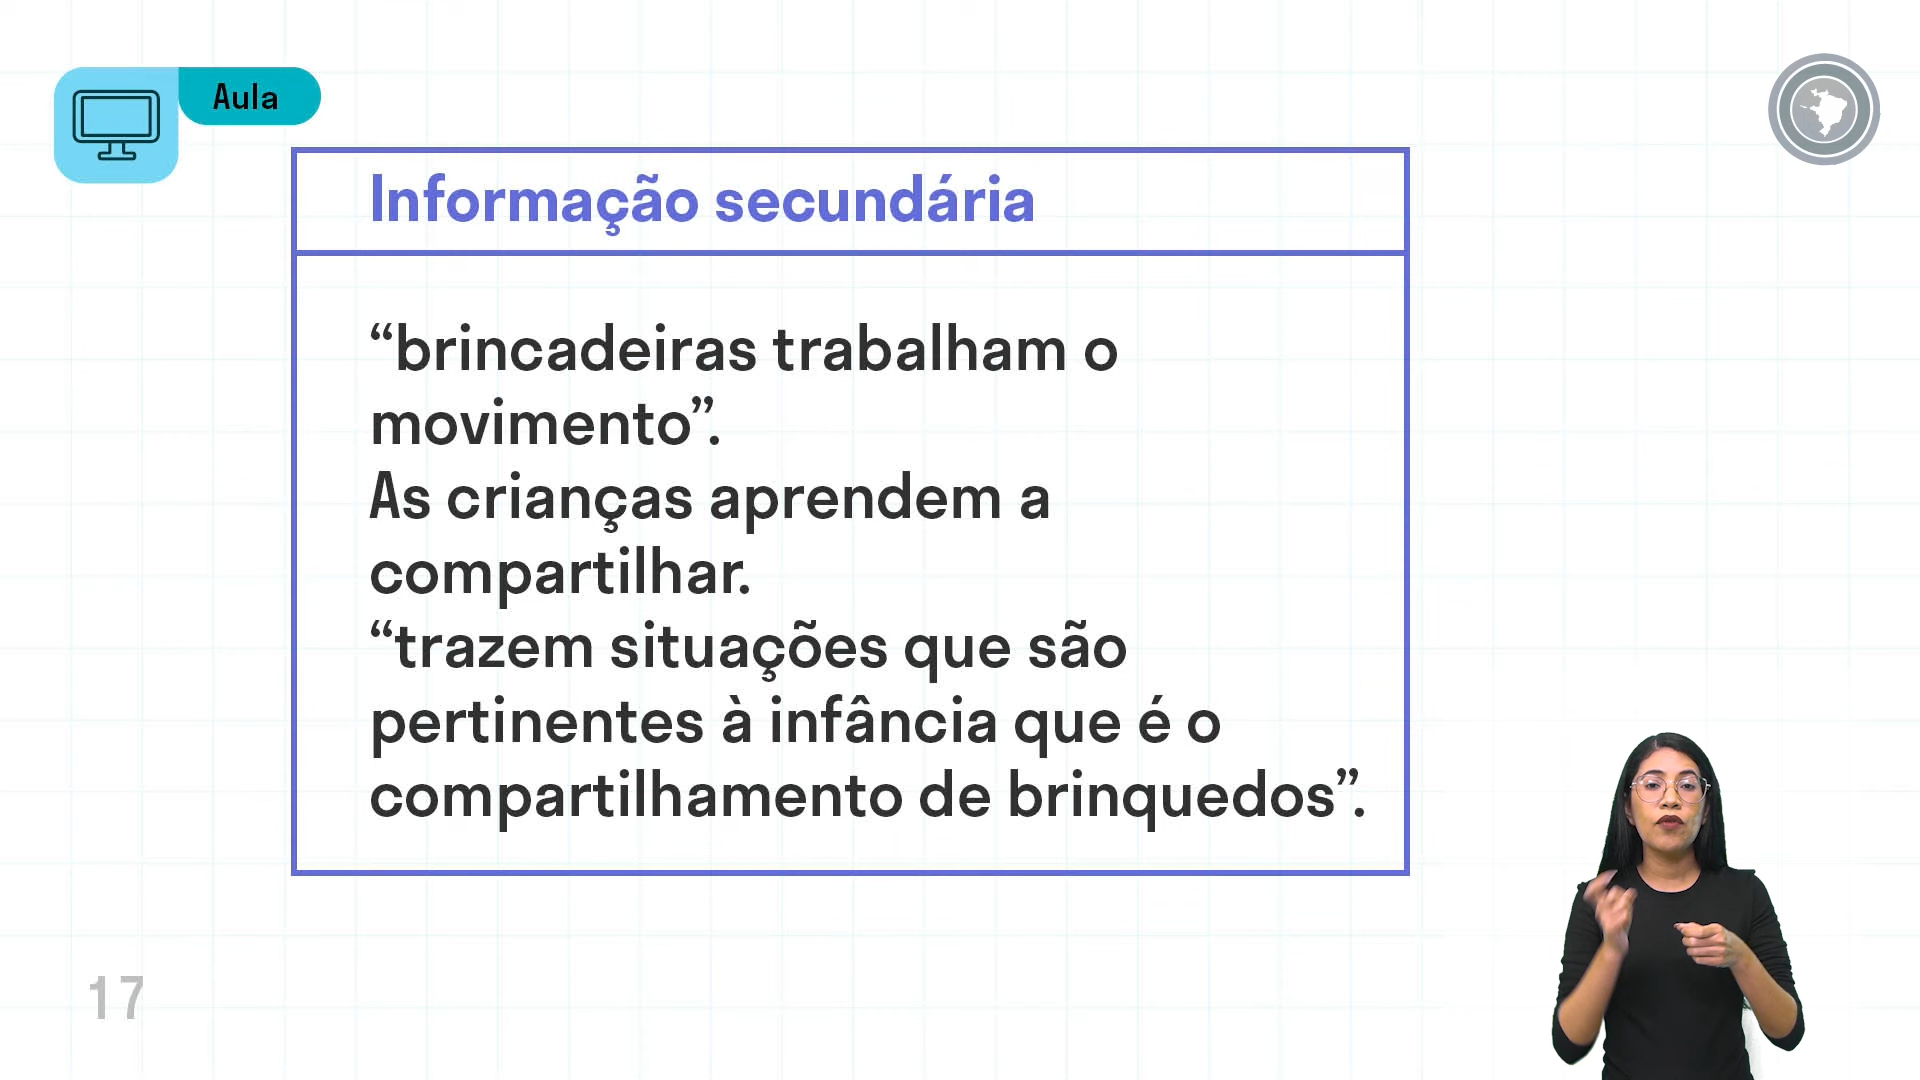 Aula
Informação secundária
“brincadeiras trabalham o
movimento”.
As crianças aprendem a
compartilhar.
“trazem situações que são
pertinentes à infância que é o
compartilhamento de brinquedos”.
17